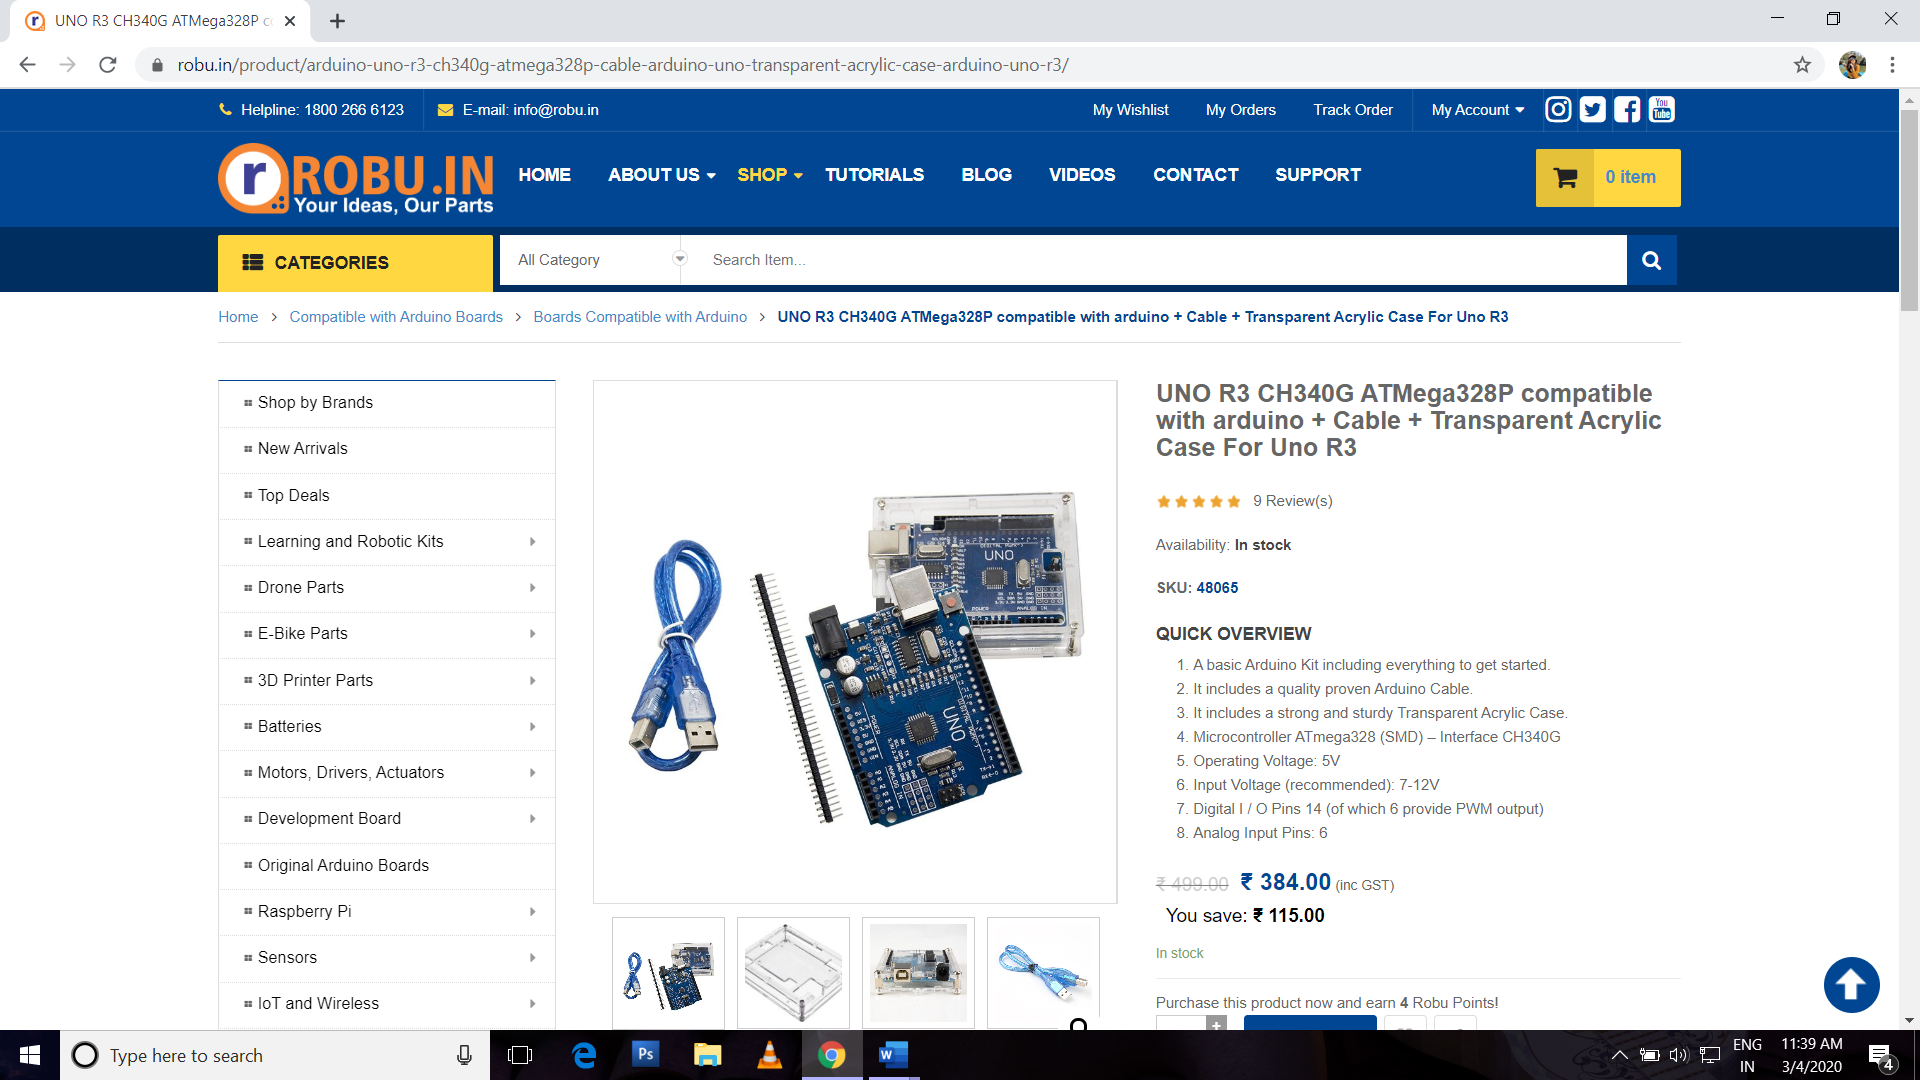 UNO R3 CH340G ATMega328P c
robu.in/product/arduino-uno-r3-ch340g-atmega328p-cable-arduino-uno-transparent-acrylic-case-arduino-uno-r3/
Helpline: 1800 266 6123
E-mail: info@robu.in
My Wishlist
My Orders
Track Order
My Account
You
Tube
r ROBU.IN
Your Ideas, Our Parts
HOME
ABOUT US
SHOP
TUTORIALS
BLOG
VIDEOS
CONTACT
SUPPORT
0 item
CATEGORIES
All Category
Search Item...
Home > Compatible with Arduino Boards > Boards Compatible with Arduino > UNO R3 CH340G ATMega328P compatible with arduino + Cable + Transparent Acrylic Case For Uno R3
Shop by Brands
New Arrivals
Top Deals
Learning and Robotic Kits
Drone Parts
E-Bike Parts
3D Printer Parts
Batteries
Motors, Drivers, Actuators
Development Board
Original Arduino Boards
Raspberry Pi
Sensors
IoT and Wireless
UNO
POWER
ANALOG IN
UNO
ANALOG IN
UNO R3 CH340G ATMega328P compatible
with arduino + Cable + Transparent Acrylic
Case For Uno R3
9 Review(s)
Availability: In stock
SKU: 48065
QUICK OVERVIEW
1. A basic Arduino Kit including everything to get started.
2. It includes a quality proven Arduino Cable.
3. It includes a strong and sturdy Transparent Acrylic Case.
4. Microcontroller ATmega328 (SMD) – Interface CH340G
5. Operating Voltage: 5V
6. Input Voltage (recommended): 7-12V
7. Digital I / O Pins 14 (of which 6 provide PWM output)
8. Analog Input Pins: 6
₹ 499.00 ₹ 384.00 (inc GST)
You save: ₹ 115.00
In stock
Purchase this product now and earn 4 Robu Points!
+
Type here to search
Ps
W
ENG
IN
11:39 AM
3/4/2020
4